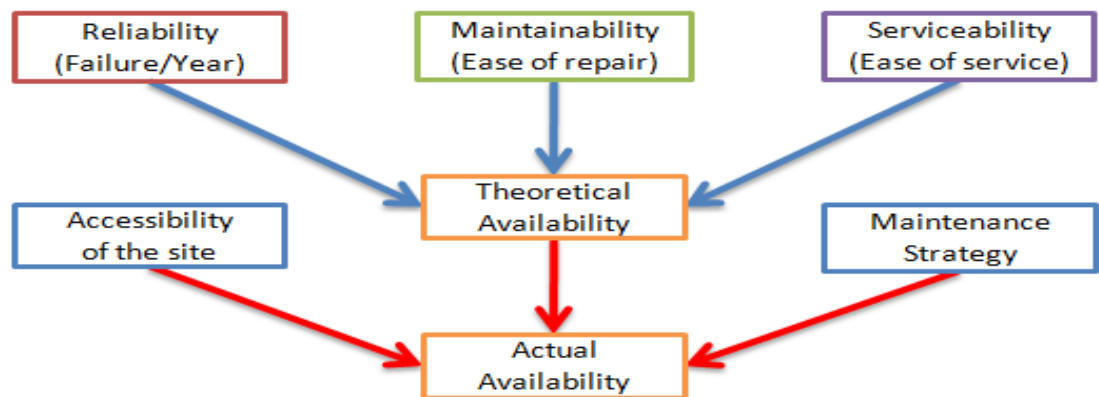 Reliability
(Failure/Year)
Maintainability
(Ease of repair)
Serviceability
(Ease of service)
Theoretical
Availability
Accessibility
of the site
Maintenance
Strategy
Actual
Availability